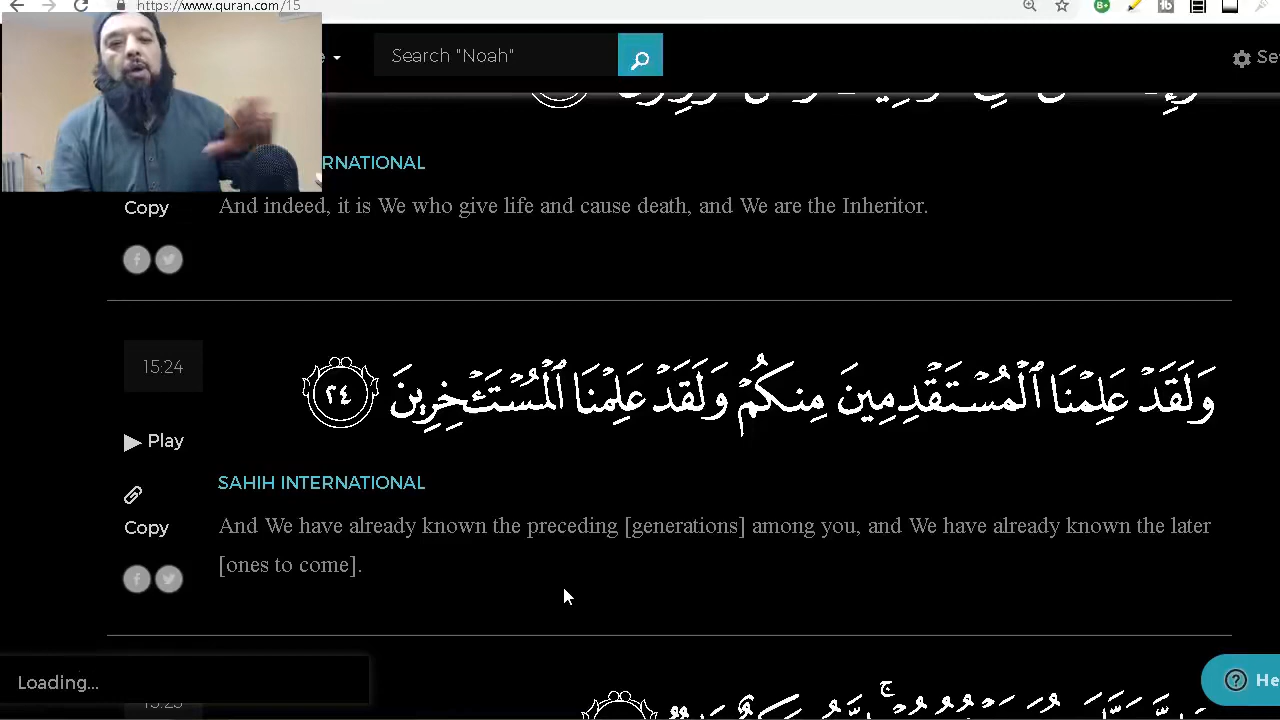 https://www.quran.com/15
Search "Noah"
RNATIONAL
Copy
And indeed, it is We who give life and cause death, and We are the Inheritor.
15:24
وَلَقَدْ عَلِمْنَا ٱلْمُسْتَقْدِمِينَ مِنكُمْ وَلَقَدْ عَلِمْنَا ٱلْمُسْتَـْٔخِرِينَ ٢٤
Play
SAHIH INTERNATIONAL
Copy
And We have already known the preceding [generations] among you, and We have already known the later
[ones to come].
Loading...
15:25